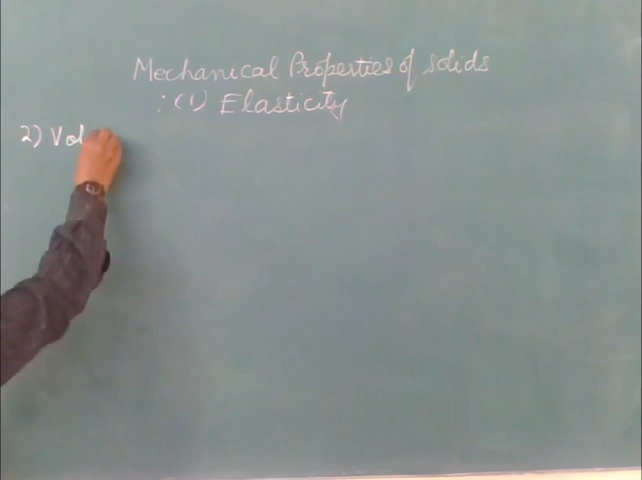 Mechanical Properties of solids
:(1) Elasticity
2) Vol